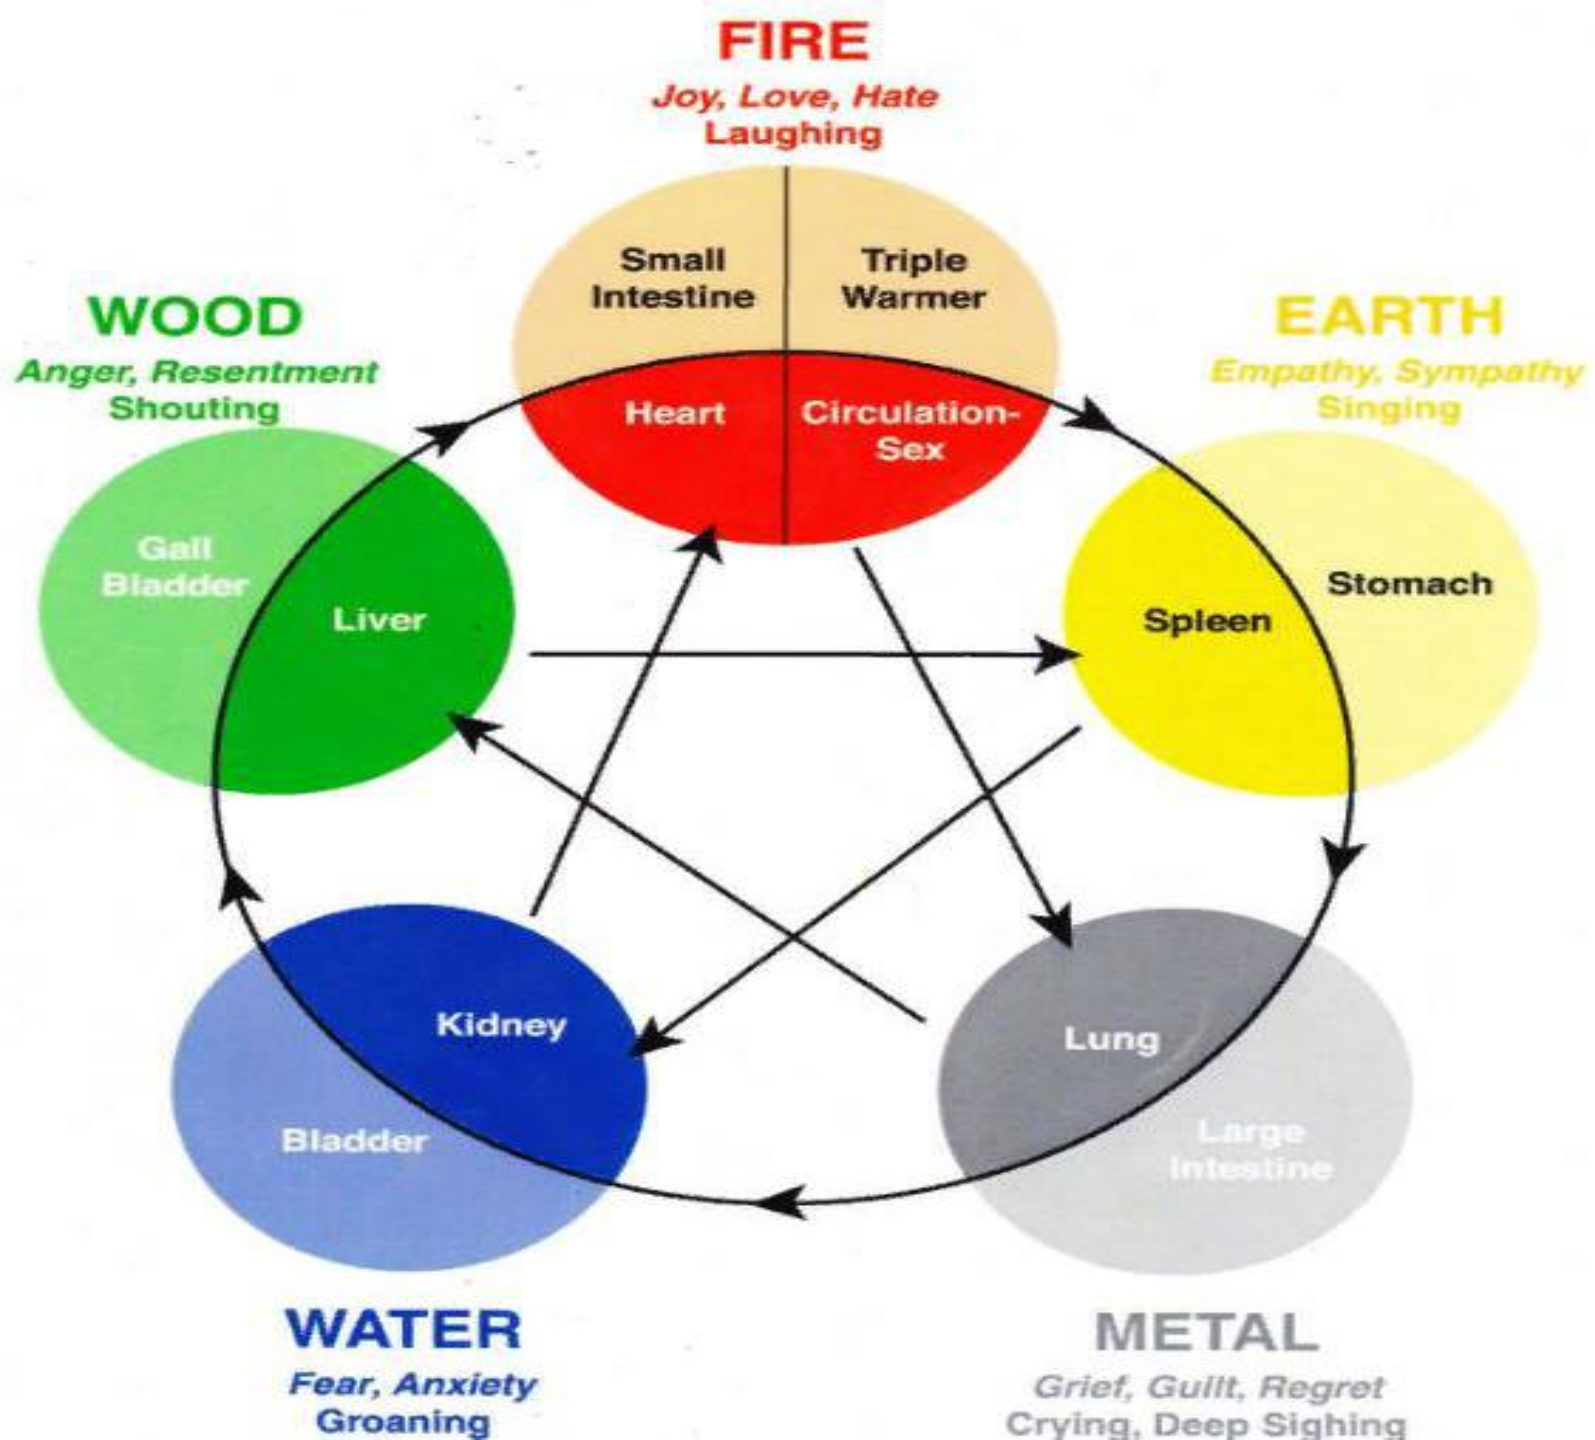 FIRE
Joy, Love, Hate
Laughing
Small
Intestine
Triple
Warmer
Heart
Circulation-
Sex
WOOD
Anger, Resentment
Shouting
Gall
Bladder
Liver
EARTH
Empathy, Sympathy
Singing
Spleen
Stomach
Kidney
Bladder
Lung
Large
Intestine
WATER
Fear, Anxiety
Groaning
METAL
Grief, Guilt, Regret
Crying, Deep Sighing